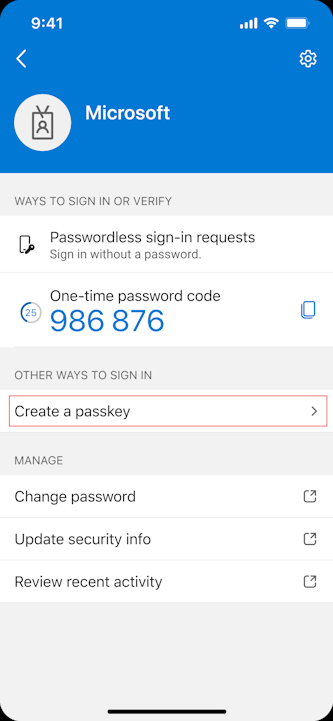 9:41
Microsoft
WAYS TO SIGN IN OR VERIFY
Passwordless sign-in requests
Sign in without a password.
One-time password code
25
986 876
OTHER WAYS TO SIGN IN
Create a passkey
MANAGE
Change password
Update security info
Review recent activity